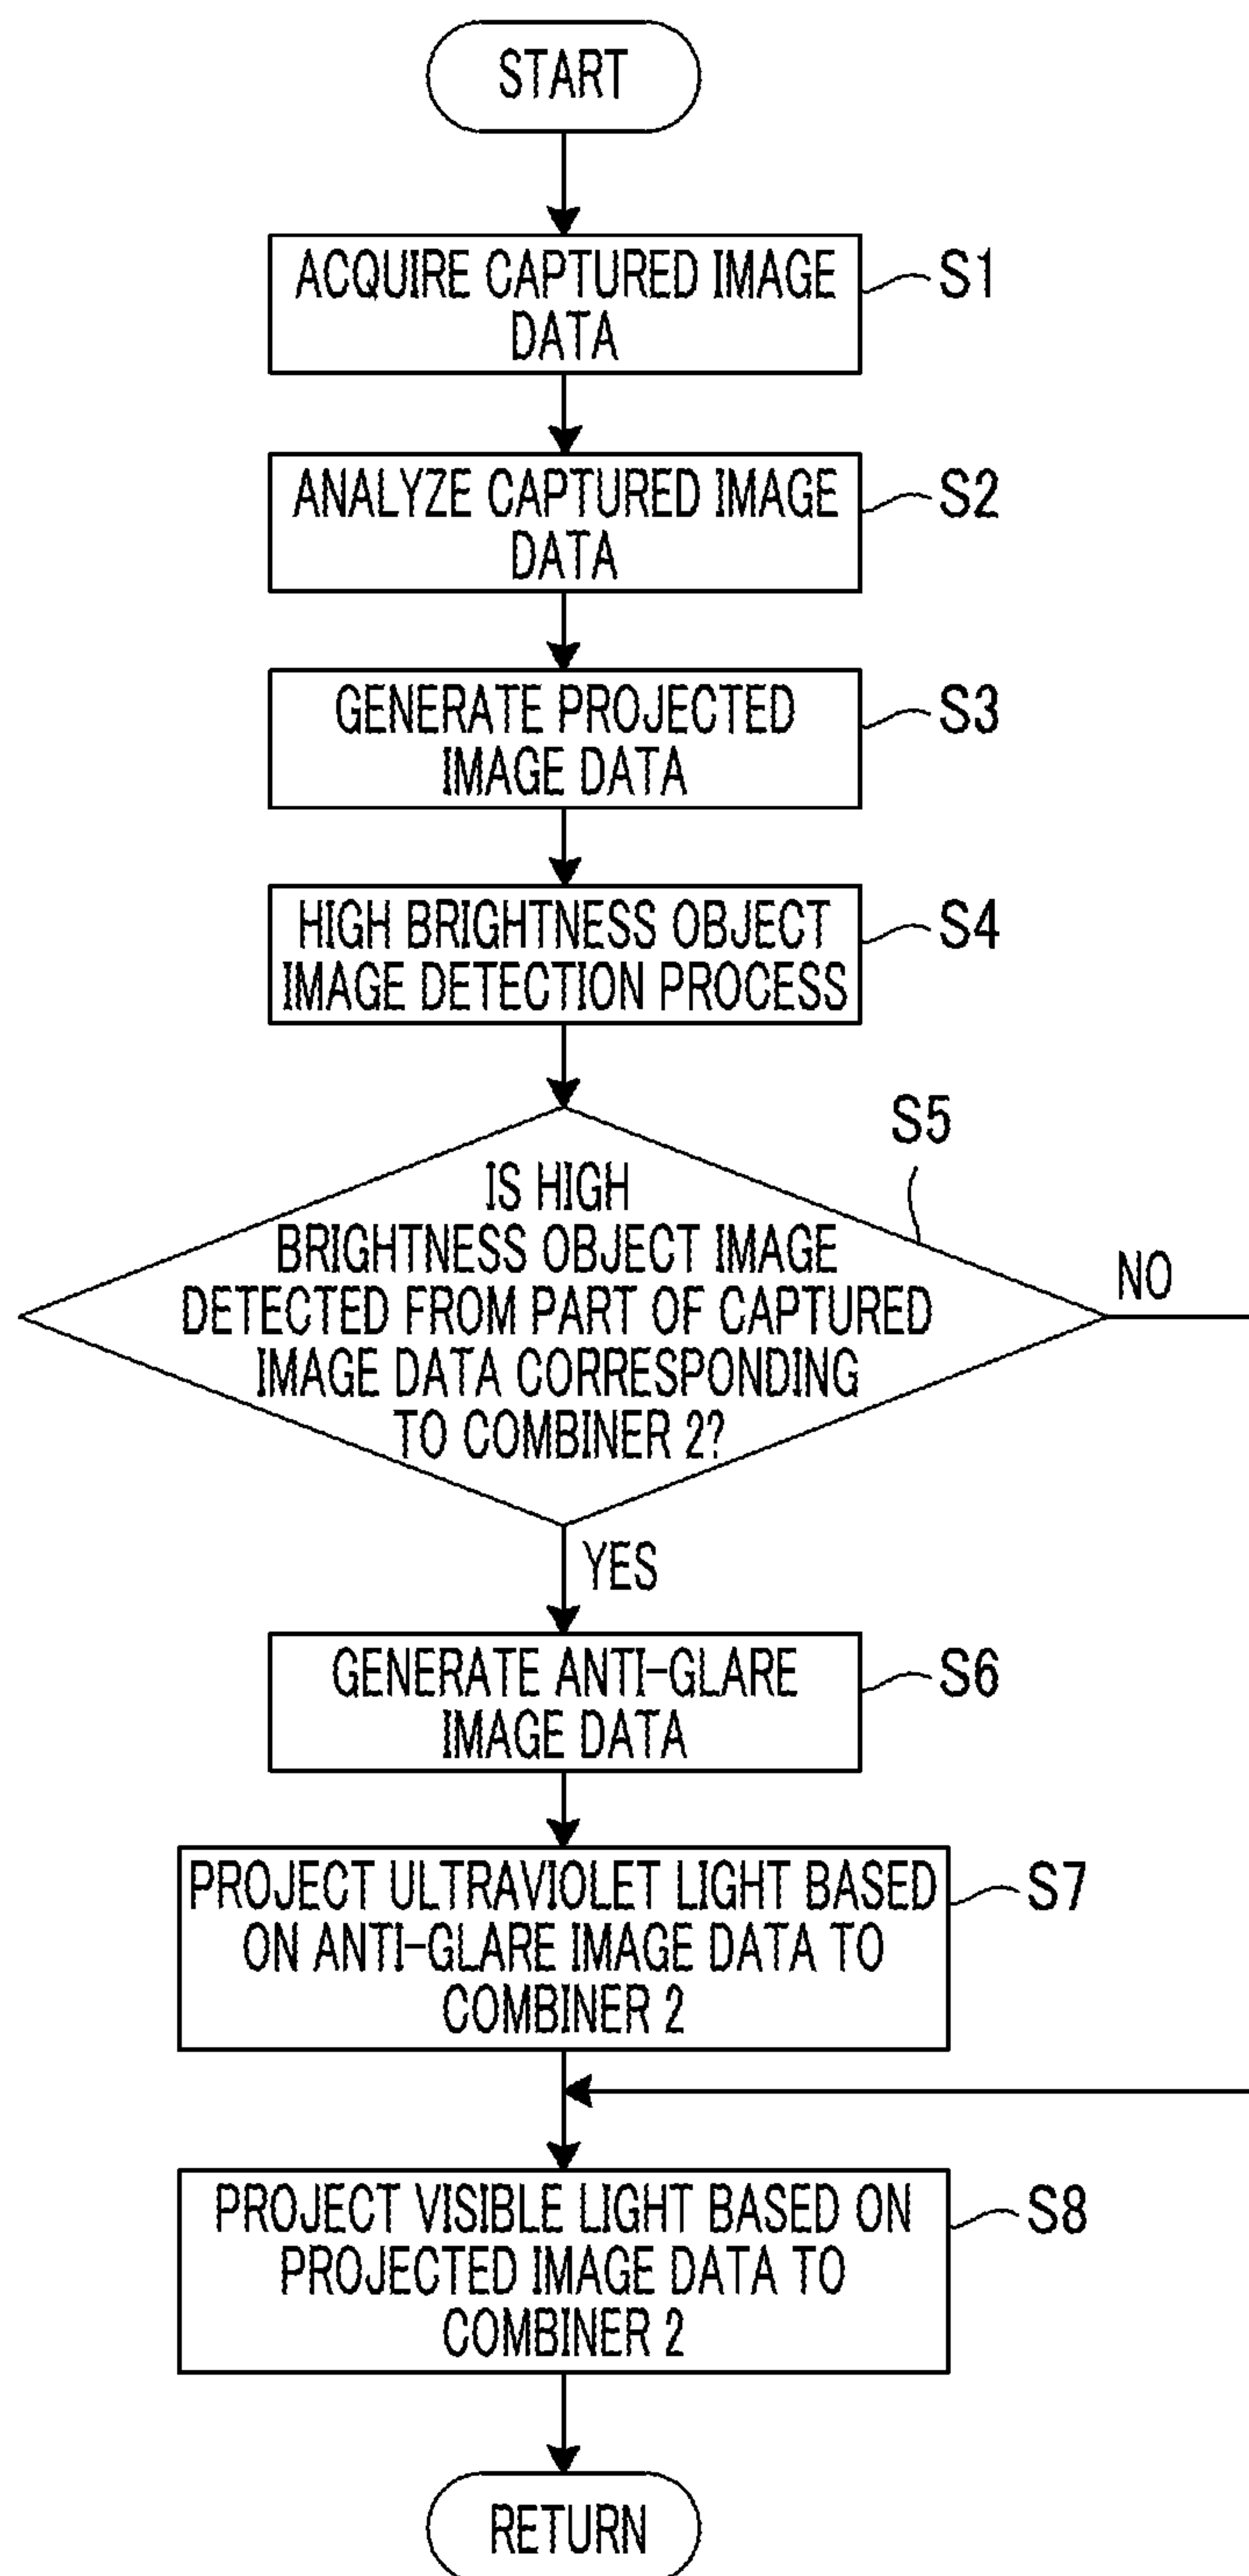 START
ACQUIRE CAPTURED IMAGE
DATA
S1
ANALYZE CAPTURED IMAGE
DATA
S2
GENERATE PROJECTED
IMAGE DATA
S3
HIGH BRIGHTNESS OBJECT
IMAGE DETECTION PROCESS
S4
S5
IS HIGH
BRIGHTNESS OBJECT IMAGE
DETECTED FROM PART OF CAPTURED
IMAGE DATA CORRESPONDING
TO COMBINER 2?
NO
YES
GENERATE ANTI-GLARE
IMAGE DATA
S6
PROJECT ULTRAVIOLET LIGHT BASED
ON ANTI-GLARE IMAGE DATA TO
COMBINER 2
S7
PROJECT VISIBLE LIGHT BASED ON
PROJECTED IMAGE DATA TO
COMBINER 2
S8
RETURN